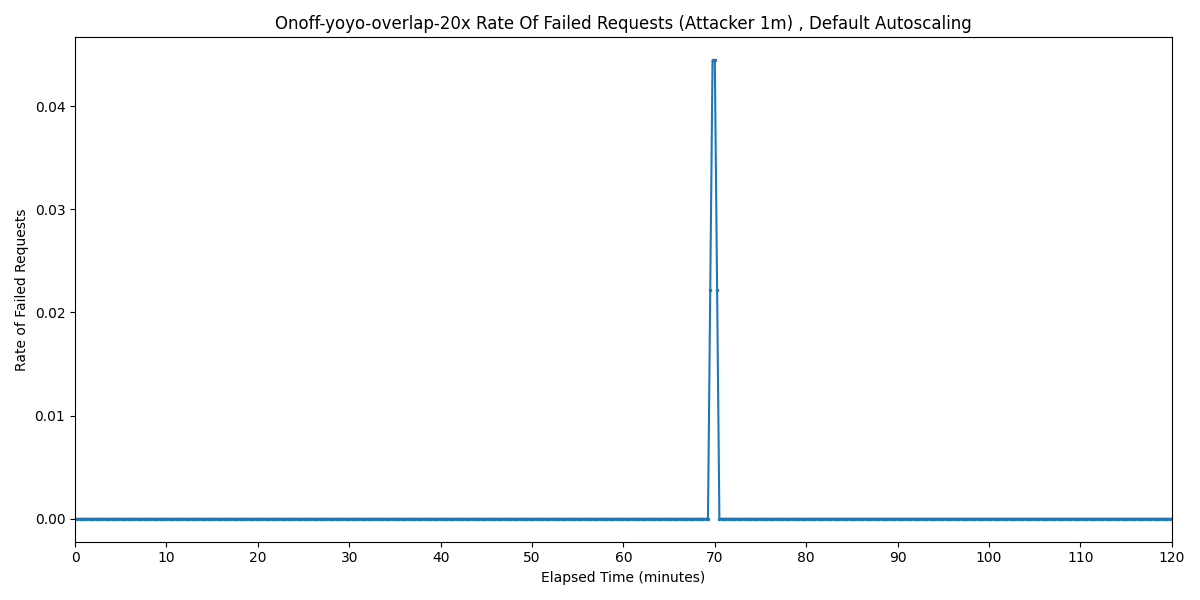 Onoff-yoyo-overlap-20x Rate Of Failed Requests (Attacker 1m) , Default Autoscaling
Rate of Failed Requests
0.04
0.03
0.02
0.01
0.00
0 10 20 30 40 50 60 70 80 90 100 110 120
Elapsed Time (minutes)